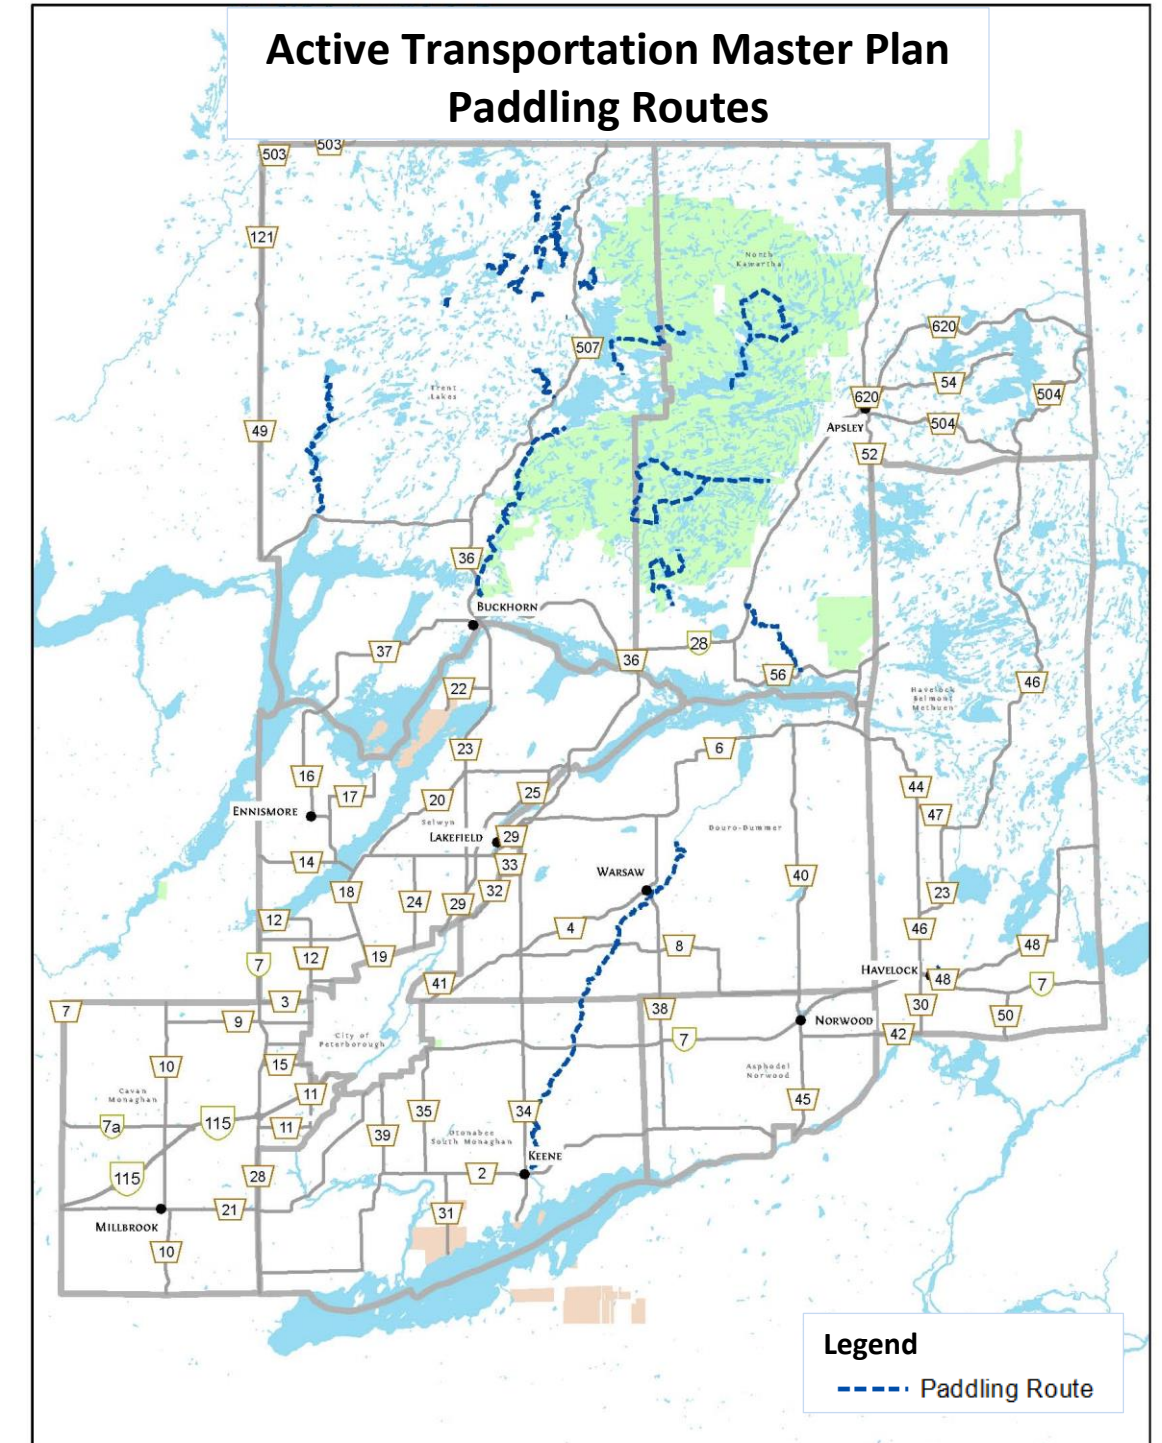 Active Transportation Master Plan
Paddling Routes
503
503
121
North
Kawartha
620
507
54
620
504
Trent
Lakes
504
49
APSLEY
52
36
BUCKHORN
28
37
36
56
46
22
Havelock
Belmont
Methuen
23
6
16
44
17
20
25
47
ENNISMORE
Selwyn
LAKEFIELD
29
Douro-Dummer
14
33
WARSAW
40
18
32
23
24
29
12
4
46
8
48
12
19
7
HAVELOCK
41
48
7
3
30
7
38
50
9
NORWOOD
42
City of
Peterborough
7
10
15
Asphodel
Norwood
Cavan
Monaghan
11
45
35
34
7a
115
11
39
Otonabee
South Monaghan
KEENE
115
28
2
21
31
MILLBROOK
10
Legend
Paddling Route